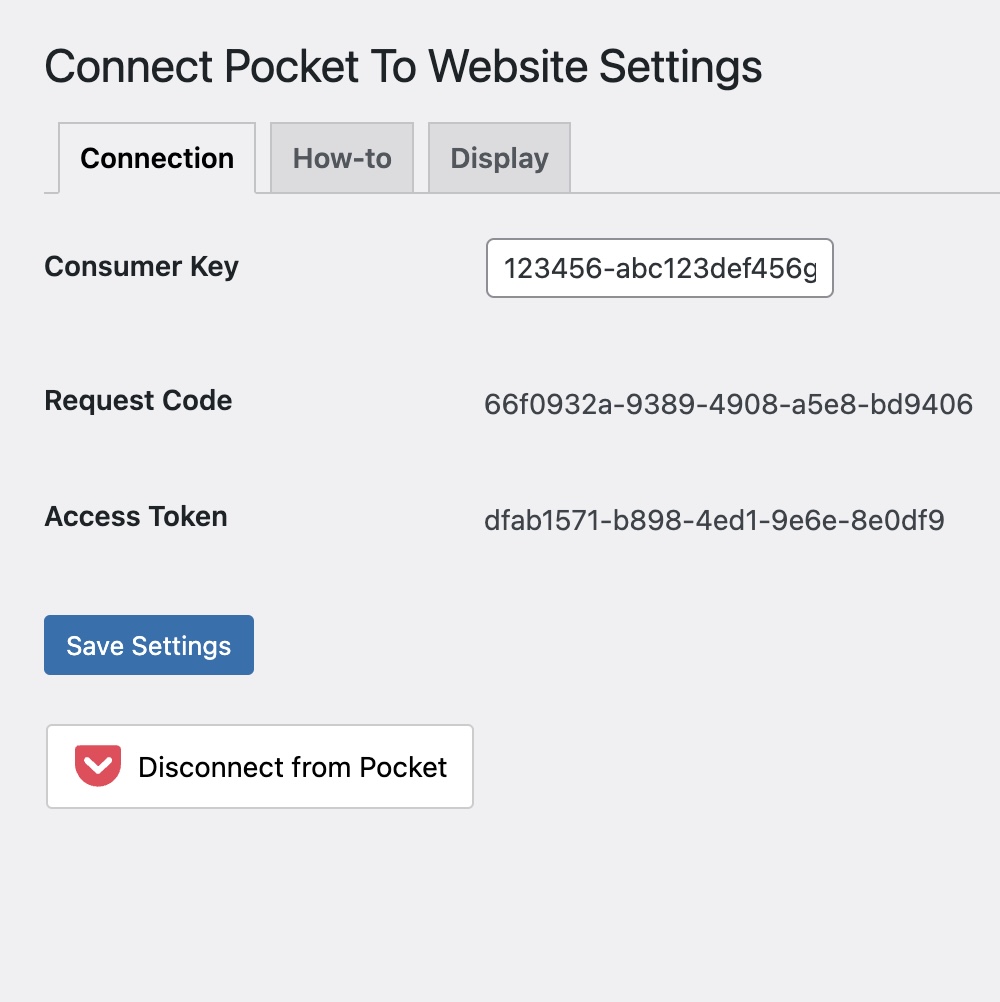 Connect Pocket To Website Settings
Connection How-to Display
Consumer Key 123456-abc123def456g
Request Code 66f0932a-9389-4908-a5e8-bd9406
Access Token dfab1571-b898-4ed1-9e6e-8e0df9
Save Settings
Disconnect from Pocket